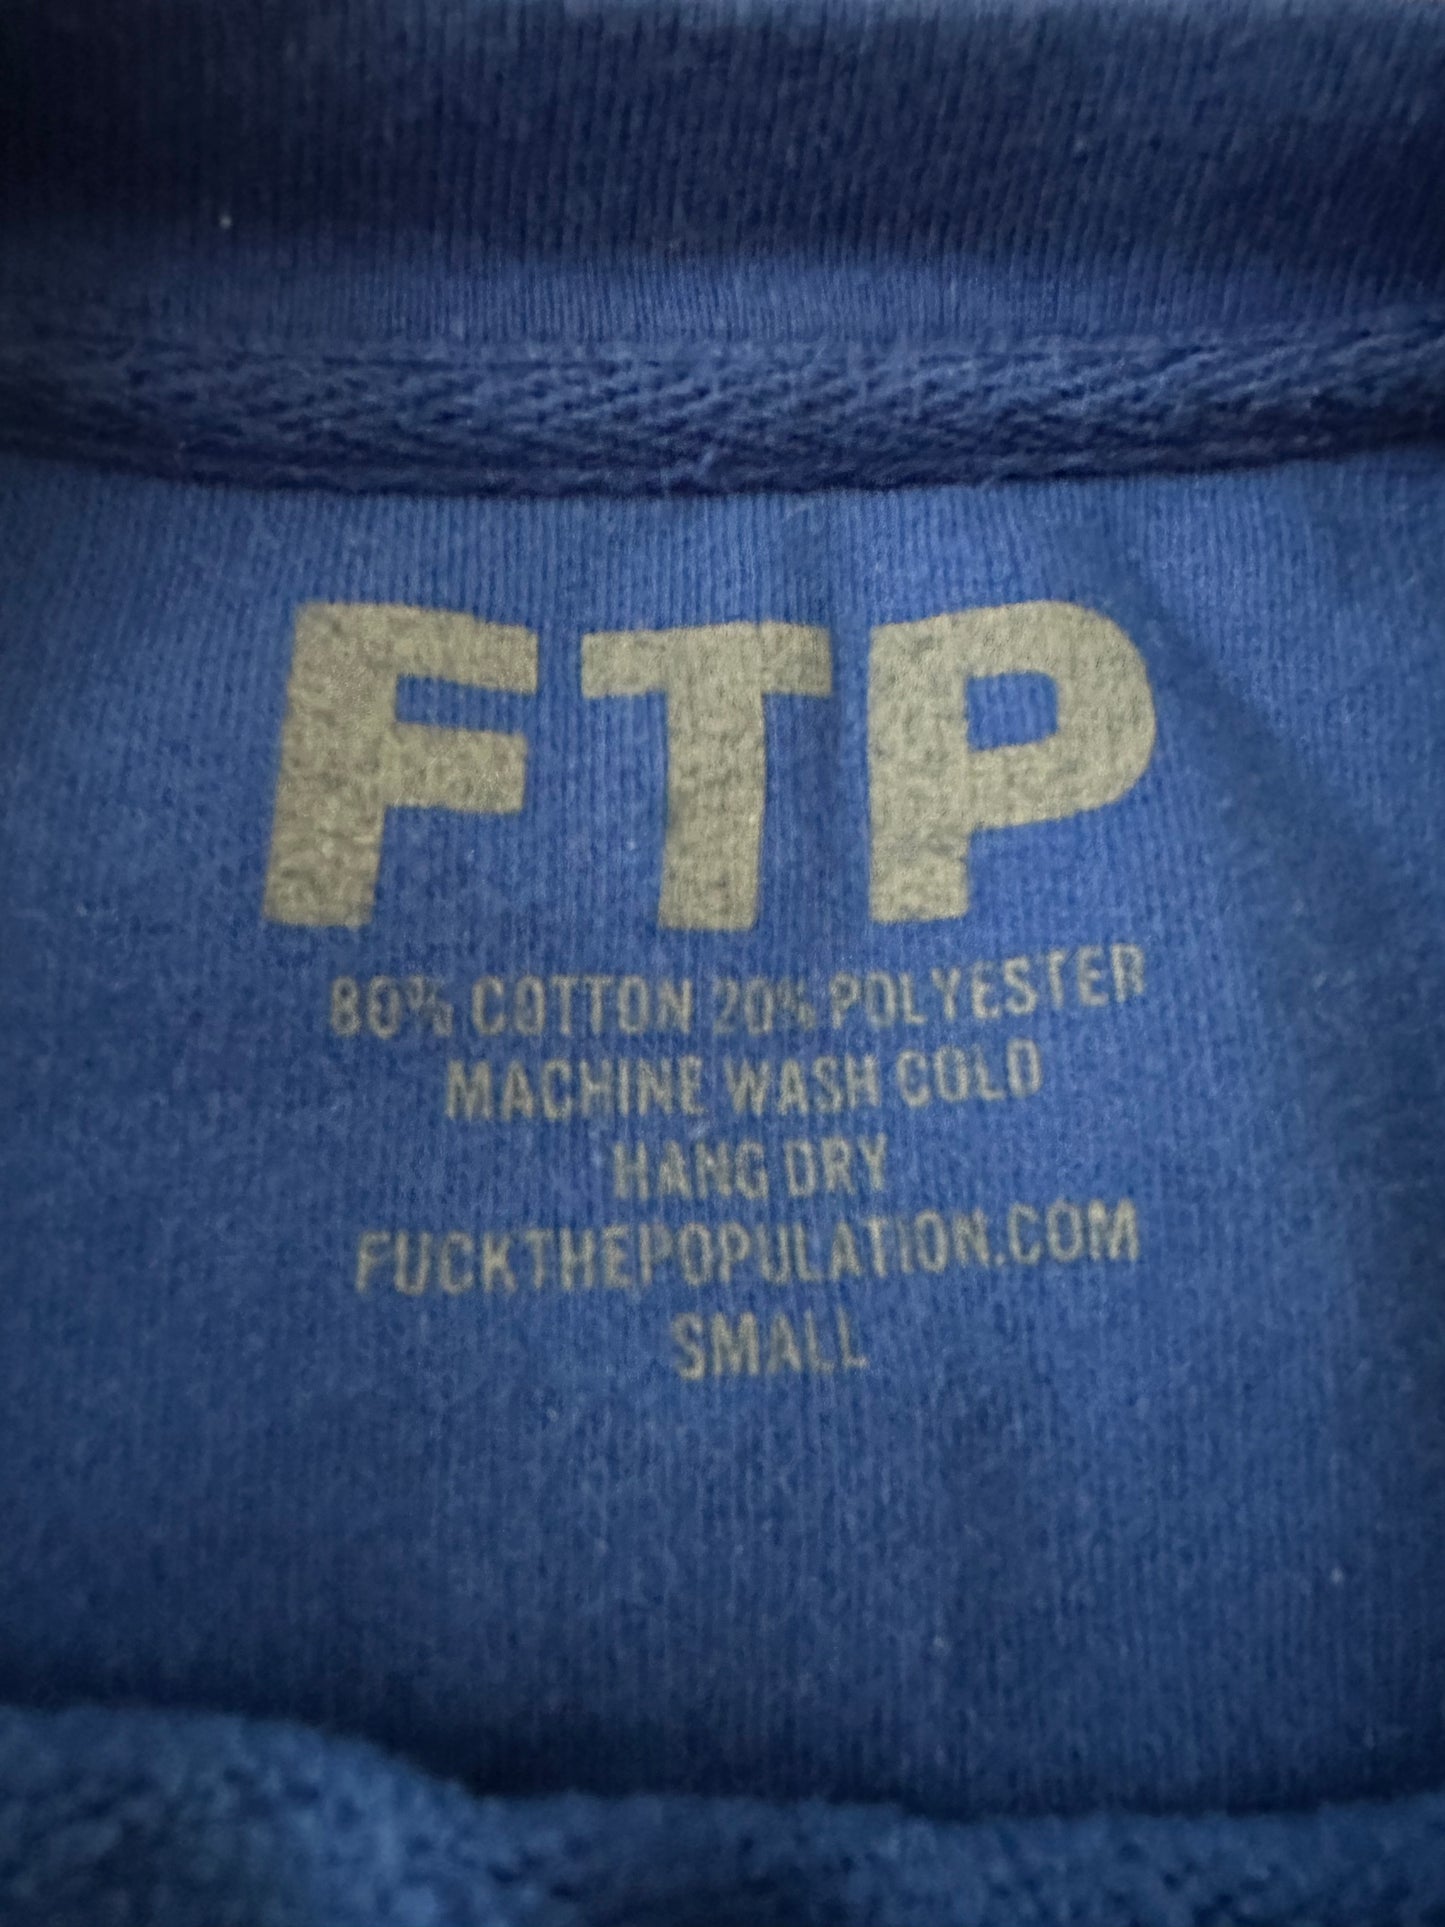 FTP
80% COTTON 20% POLYESTER
MACHINE WASH COLD
HANG DRY
FUCKTHEPOPULATION.COM
SMALL